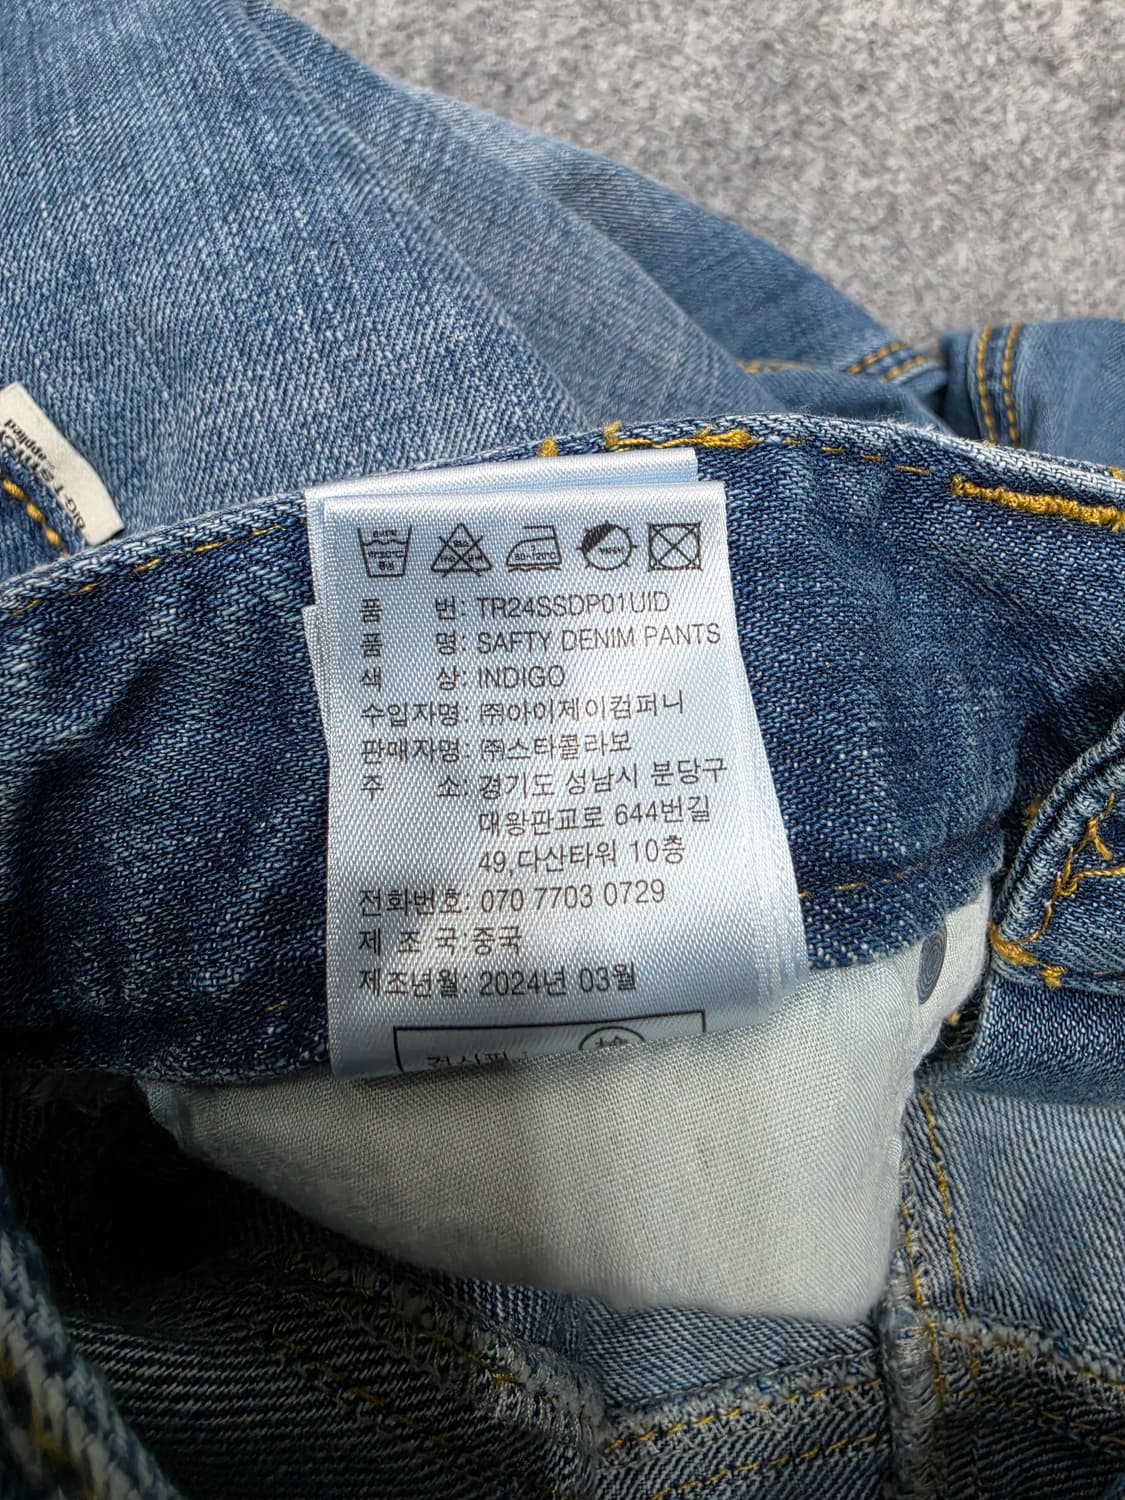 품 번: TR24SSDP01UID
품 명: SAFTY DENIM PANTS
색 상: INDIGO
수입자명: ㈜아이제이컴퍼니
판매자명: ㈜스타콜라보
주 소: 경기도 성남시 분당구
대왕판교로 644번길
49,다산타워 10층
전화번호: 070 7703 0729
제 조 국:중국
제조년월: 2024년 03월
applied